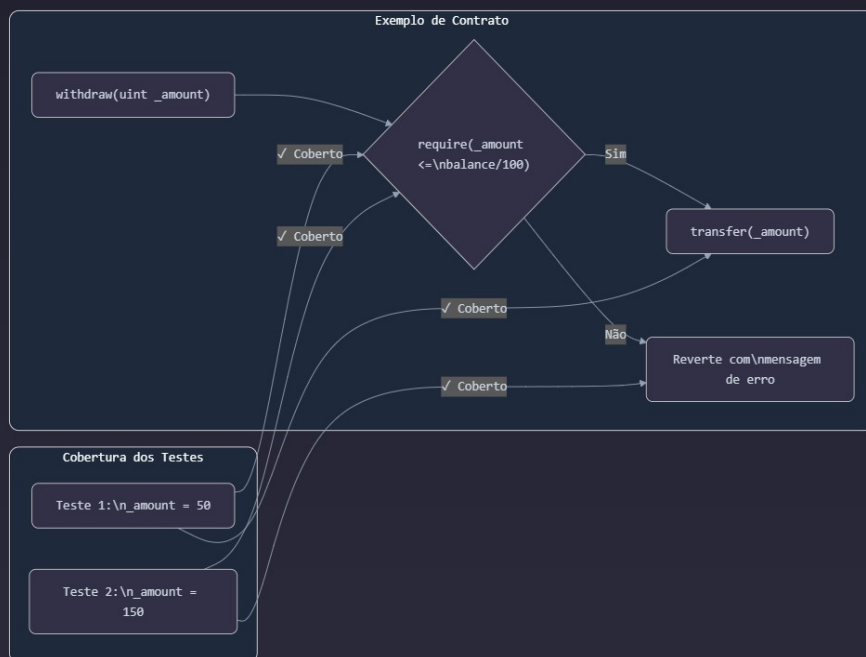 Exemplo de Contrato
withdraw(uint _amount)
require(_amount
<=\nbalance/100)
✓ Coberto
Sim
✓ Coberto
transfer(_amount)
✓ Coberto
Não
Reverte com\nmensagem
de erro
✓ Coberto
Cobertura dos Testes
Teste 1:\n_amount = 50
Teste 2:\n_amount =
150